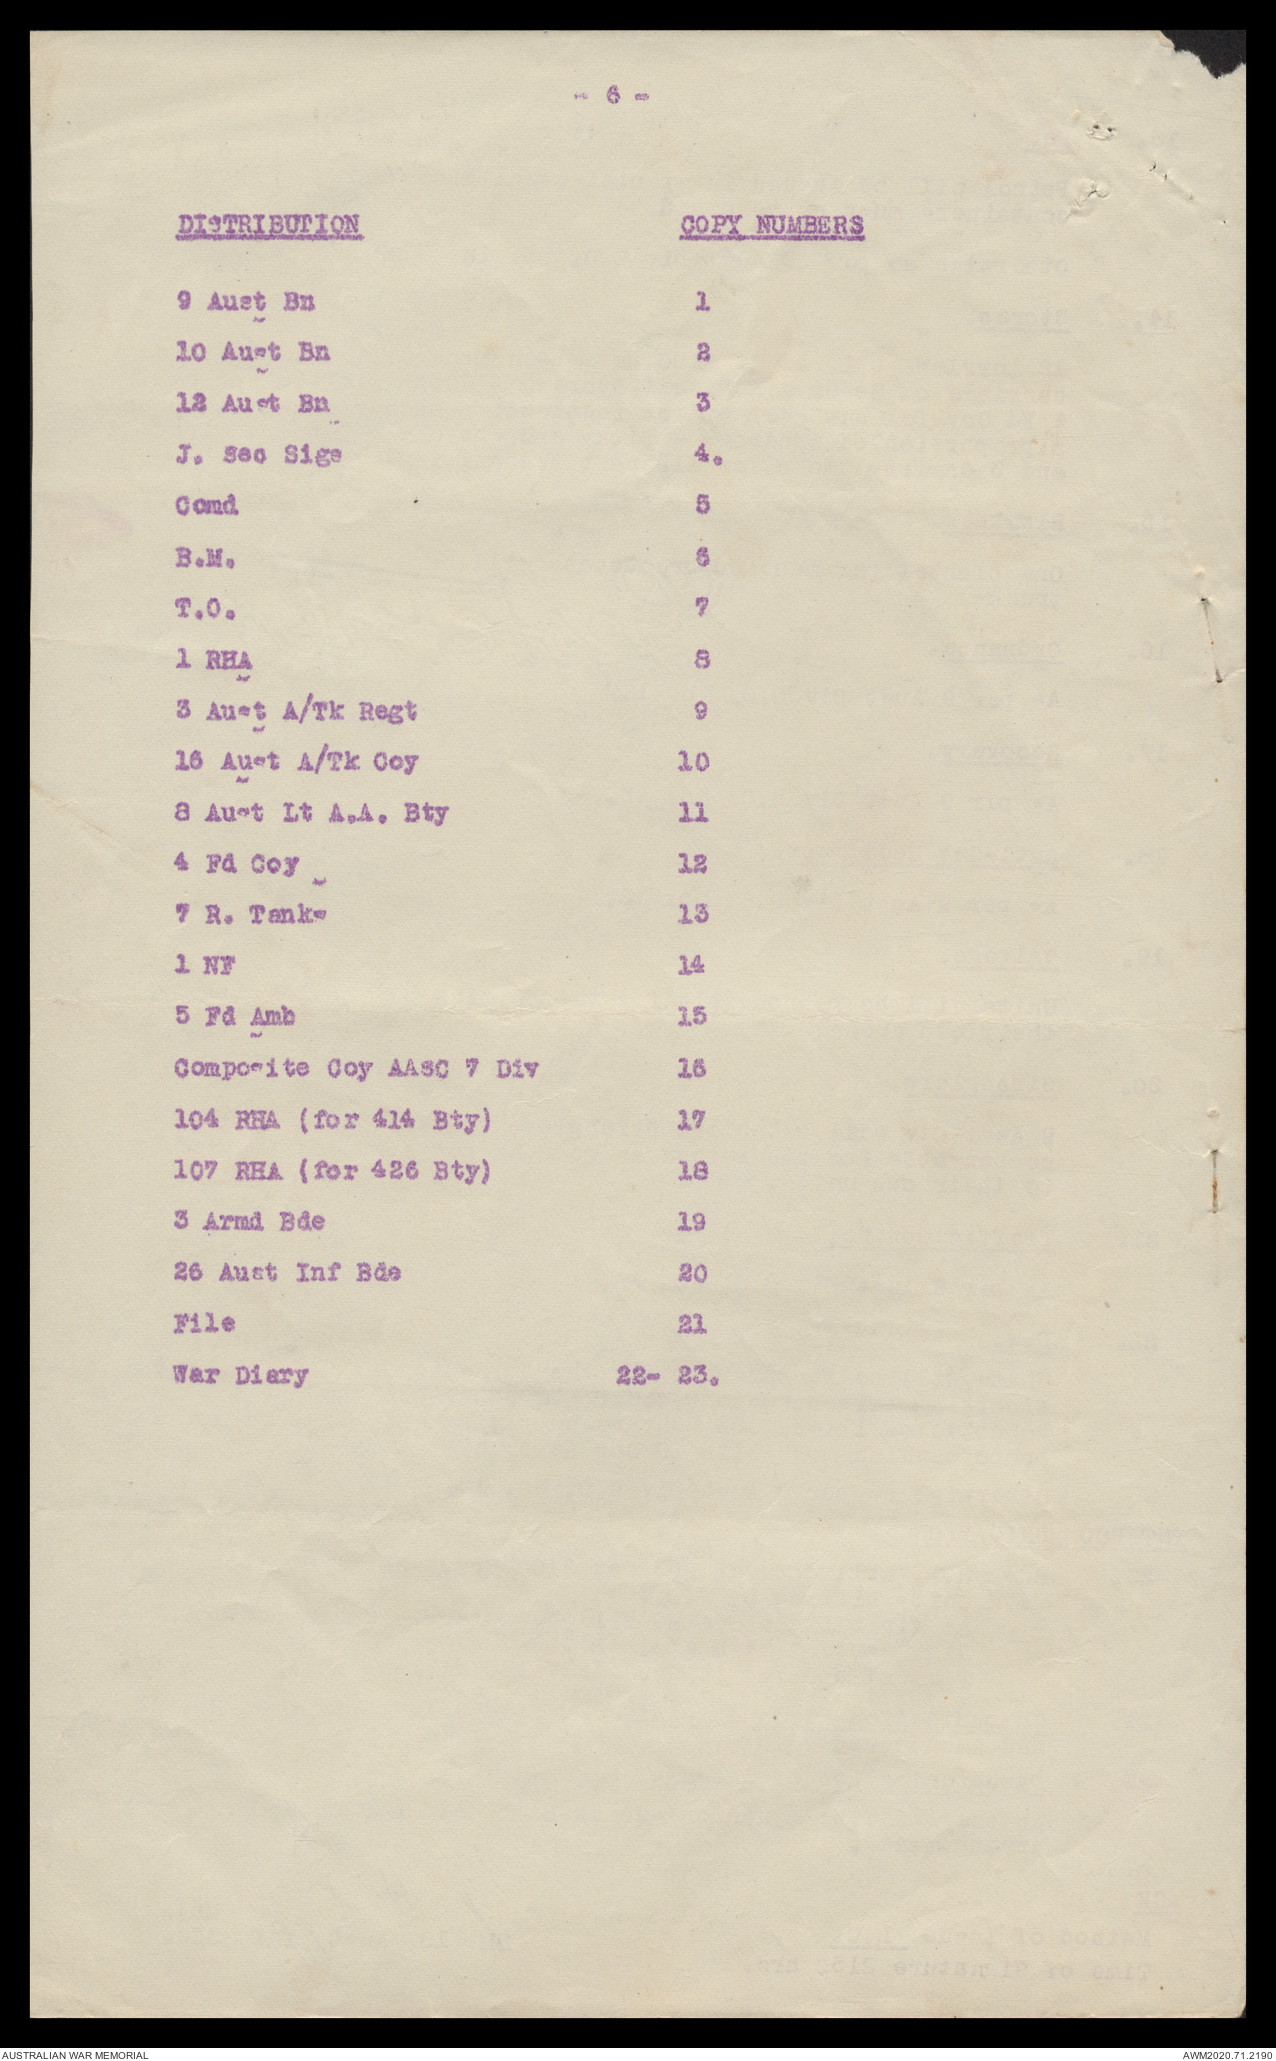 - 6 -
DISTRIBUTION COPY NUMBERS
9 Aust Bn 1
10 Aust Bn 2
12 Aust Bn 3
J. Sec Sigs 4.
Comd 5
B.M. 6
T.O. 7
1 RHA 8
3 Aust A/Tk Regt 9
16 Aust A/Tk Coy 10
8 Aust Lt A.A. Bty 11
4 Fd Coy 12
7 R. Tanks 13
1 NF 14
5 Fd Amb 15
Composite Coy AASC 7 Div 16
104 RHA (for 414 Bty) 17
107 RHA (for 426 Bty) 18
3 Armd Bde 19
26 Aust Inf Bde 20
File 21
War Diary 22- 23.
AUSTRALIAN WAR MEMORIAL AWM2020.71.2190